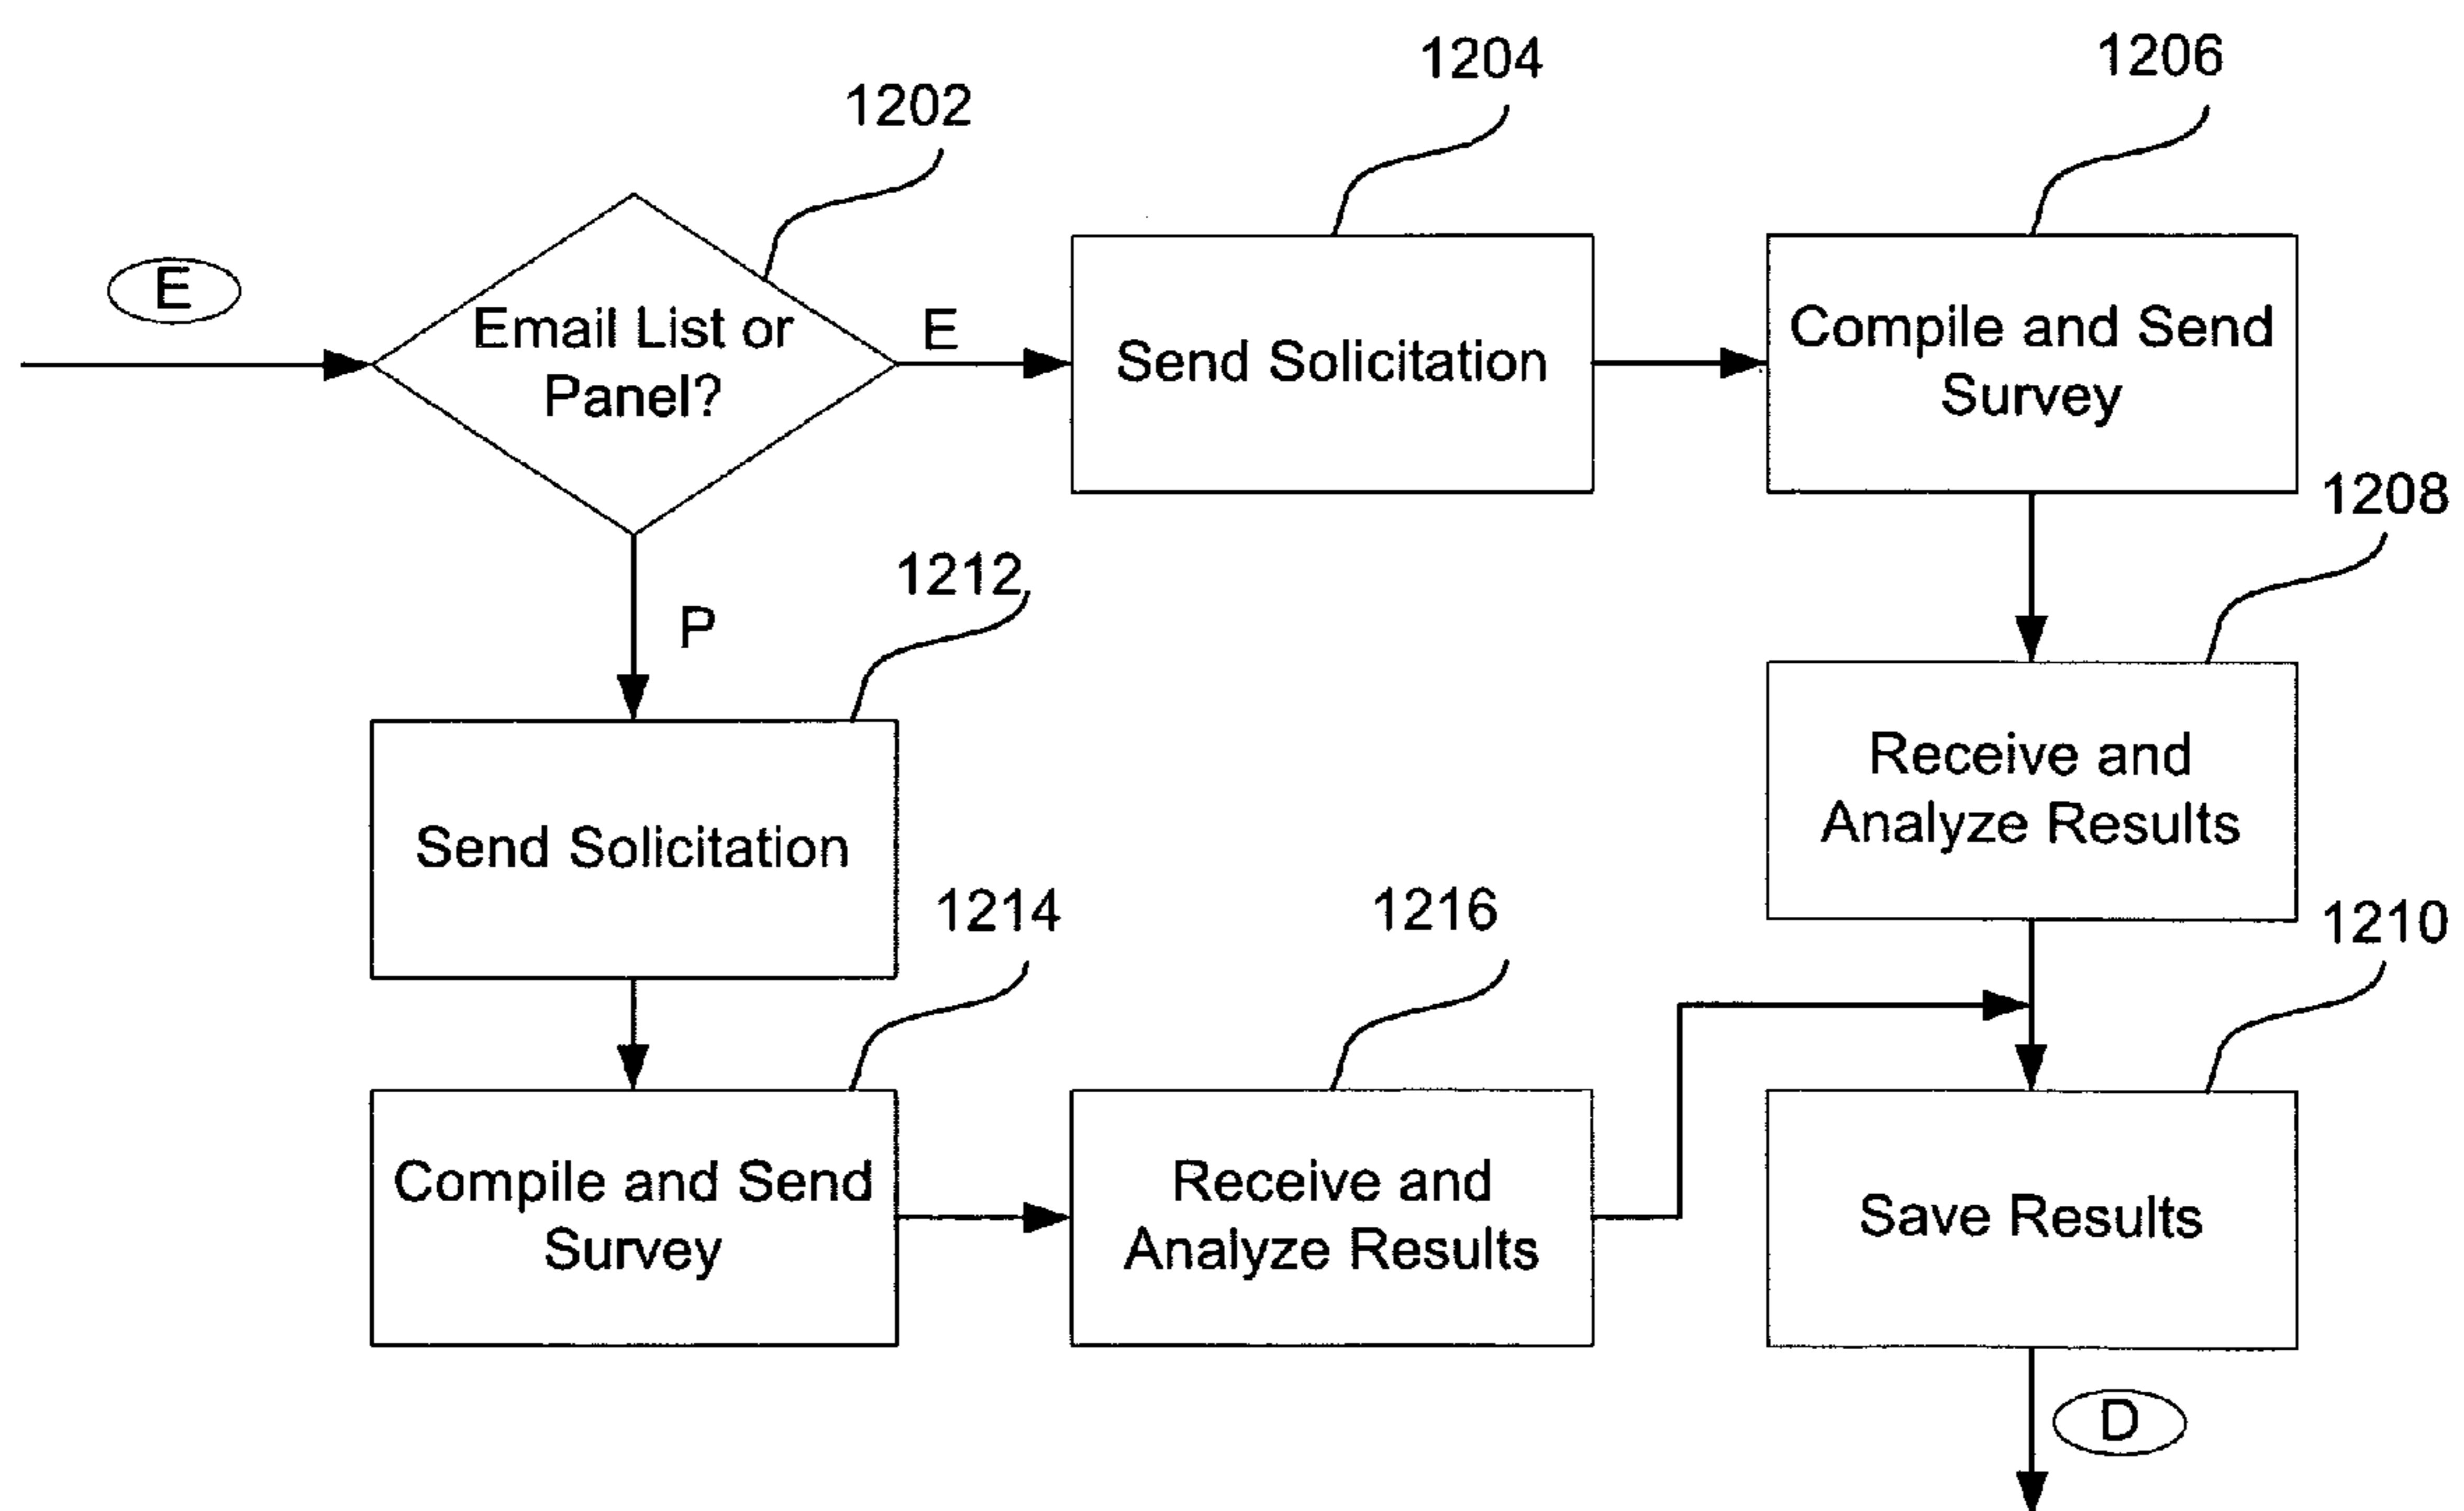 1204
1206
1202
E
Email List or
Panel?
E
Send Solicitation
Compile and Send
Survey
1208
1212
P
Receive and
Analyze Results
Send Solicitation
1214
1216
1210
Compile and Send
Survey
Receive and
Analyze Results
Save Results
D